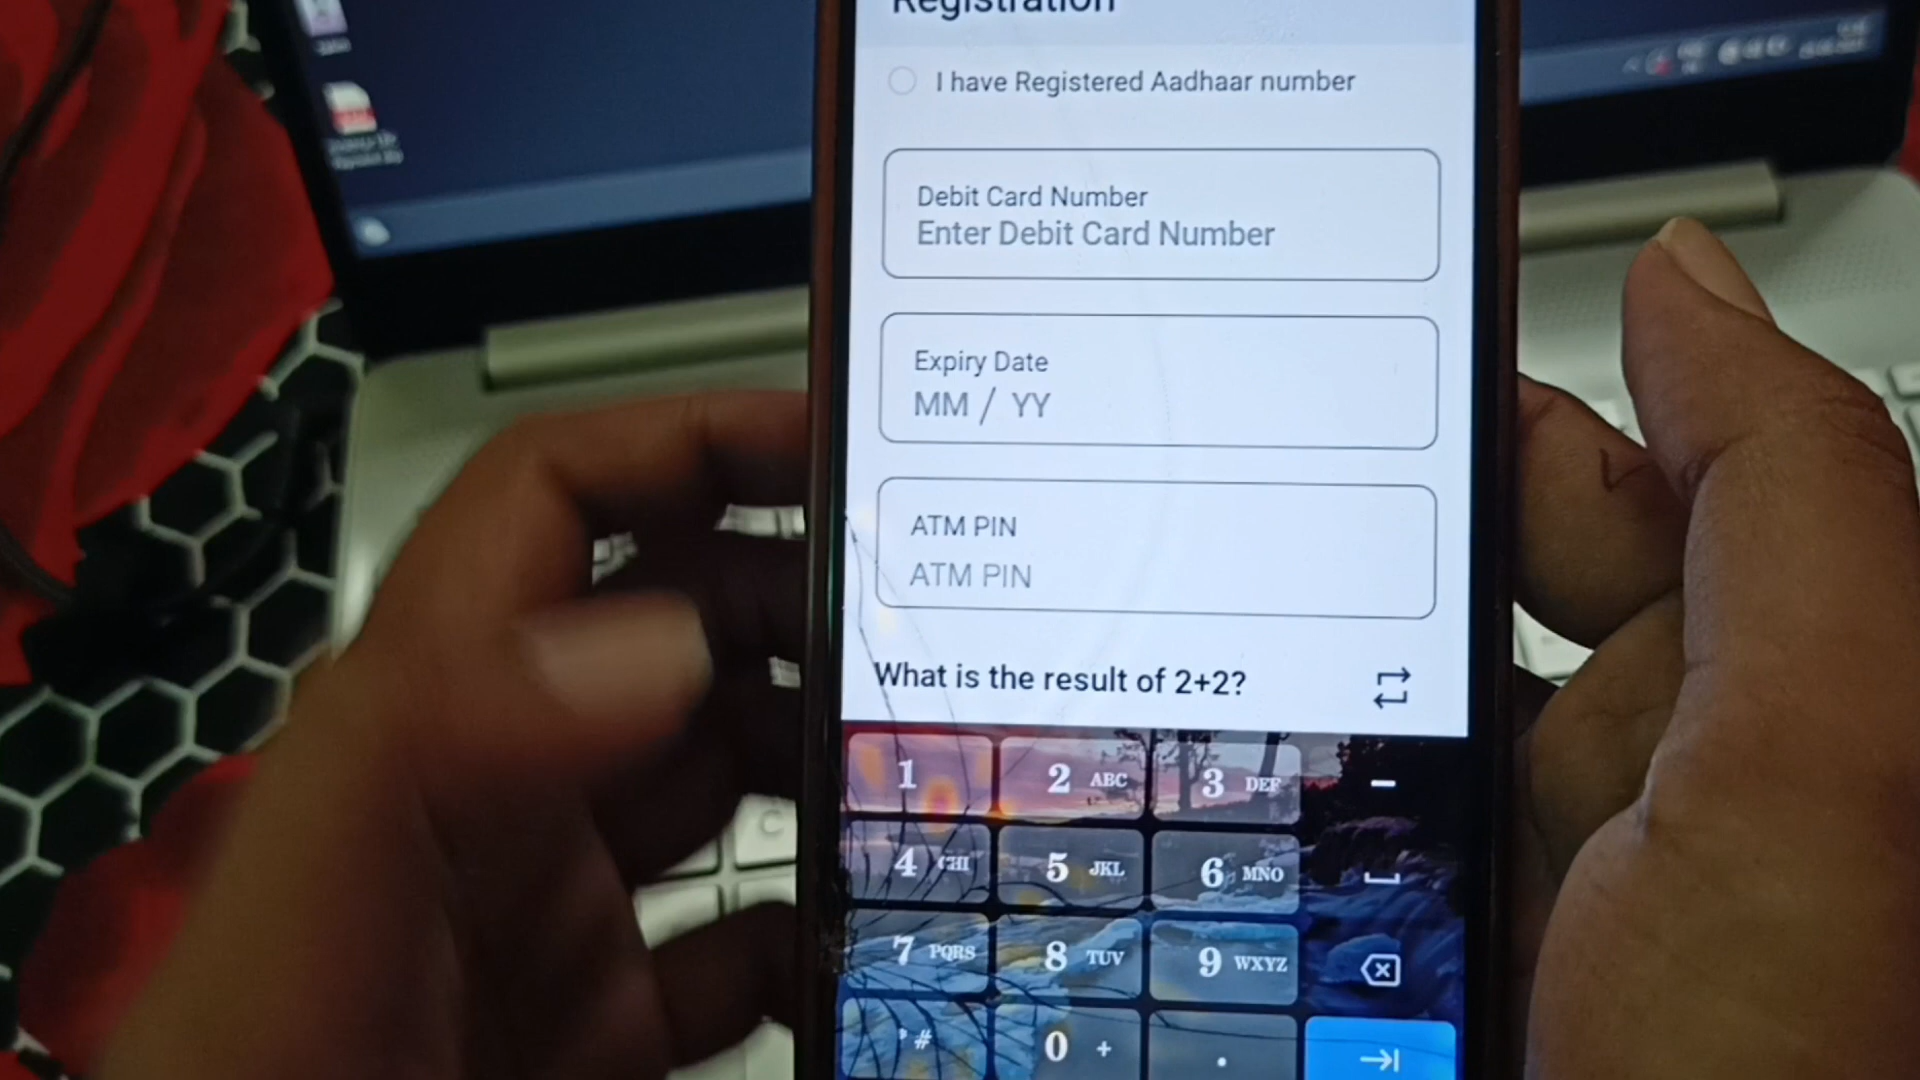 Registration
I have Registered Aadhaar number
Debit Card Number
Enter Debit Card Number
Expiry Date
MM / YY
ATM PIN
ATM PIN
What is the result of 2+2?
1 2 ABC 3 DEF -
4 GHI 5 JKL 6 MNO
7 PQRS 8 TUV 9 WXYZ
* # 0 + .
C